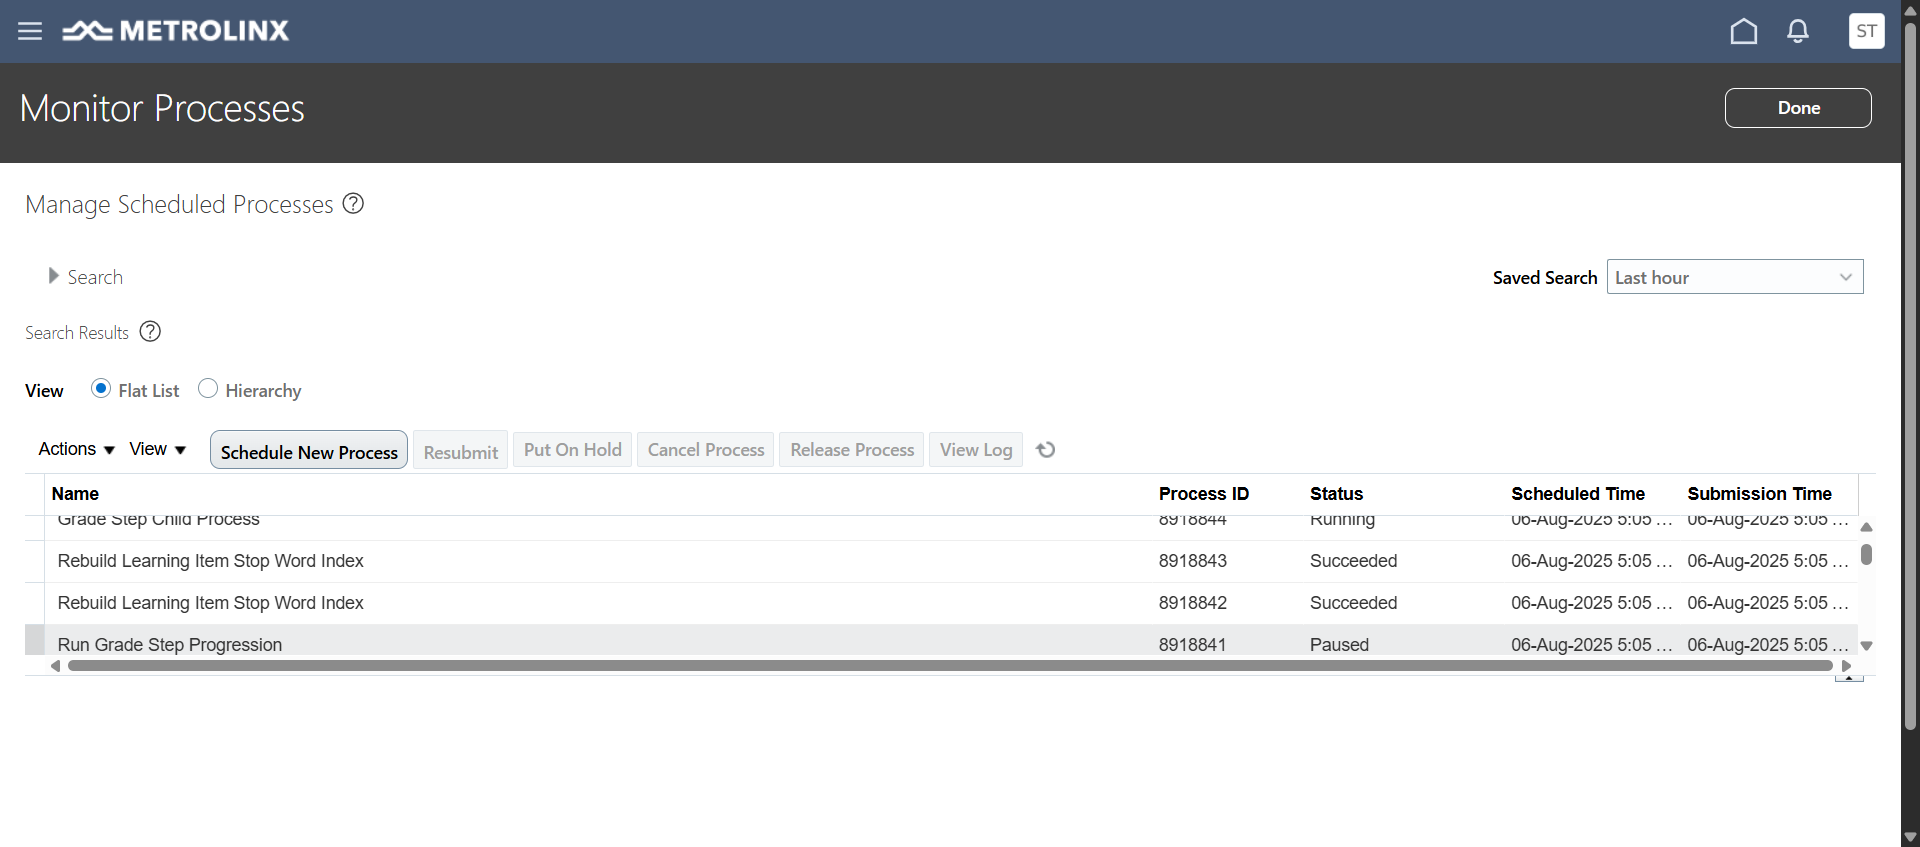 METROLINX
ST
Monitor Processes
Done
Manage Scheduled Processes ?
Search
Saved Search Last hour
Search Results ?
View Flat List Hierarchy
Actions View Schedule New Process Resubmit Put On Hold Cancel Process Release Process View Log
Name Process ID Status Scheduled Time Submission Time
Grade Step Child Process 8918844 Running 06-Aug-2025 5:05 ... 06-Aug-2025 5:05 ...
Rebuild Learning Item Stop Word Index 8918843 Succeeded 06-Aug-2025 5:05 ... 06-Aug-2025 5:05 ...
Rebuild Learning Item Stop Word Index 8918842 Succeeded 06-Aug-2025 5:05 ... 06-Aug-2025 5:05 ...
Run Grade Step Progression 8918841 Paused 06-Aug-2025 5:05 ... 06-Aug-2025 5:05 ...